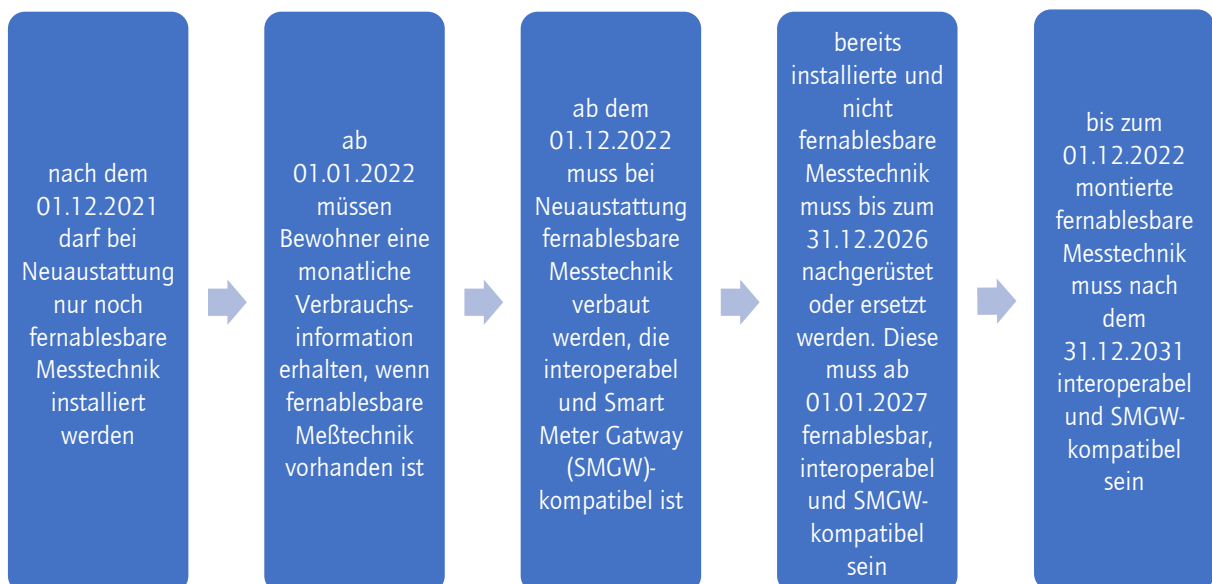 nach dem
01.12.2021
darf bei
Neuaustattung
nur noch
fernablesbare
Messtechnik
installiert
werden
ab
01.01.2022
müssen
Bewohner eine
monatliche
Verbrauchs-
information
erhalten, wenn
fernablesbare
Meßtechnik
vorhanden ist
ab dem
01.12.2022
muss bei
Neuaustattung
fernablesbare
Messtechnik
verbaut
werden, die
interoperabel
und Smart
Meter Gatway
(SMGW)-
kompatibel ist
bereits
installierte und
nicht
fernablesbare
Messtechnik
muss bis zum
31.12.2026
nachgerüstet
oder ersetzt
werden. Diese
muss ab
01.01.2027
fernablesbar,
interoperabel
und SMGW-
kompatibel
sein
bis zum
01.12.2022
montierte
fernablesbare
Messtechnik
muss nach
dem
31.12.2031
interoperabel
und SMGW-
kompatibel
sein